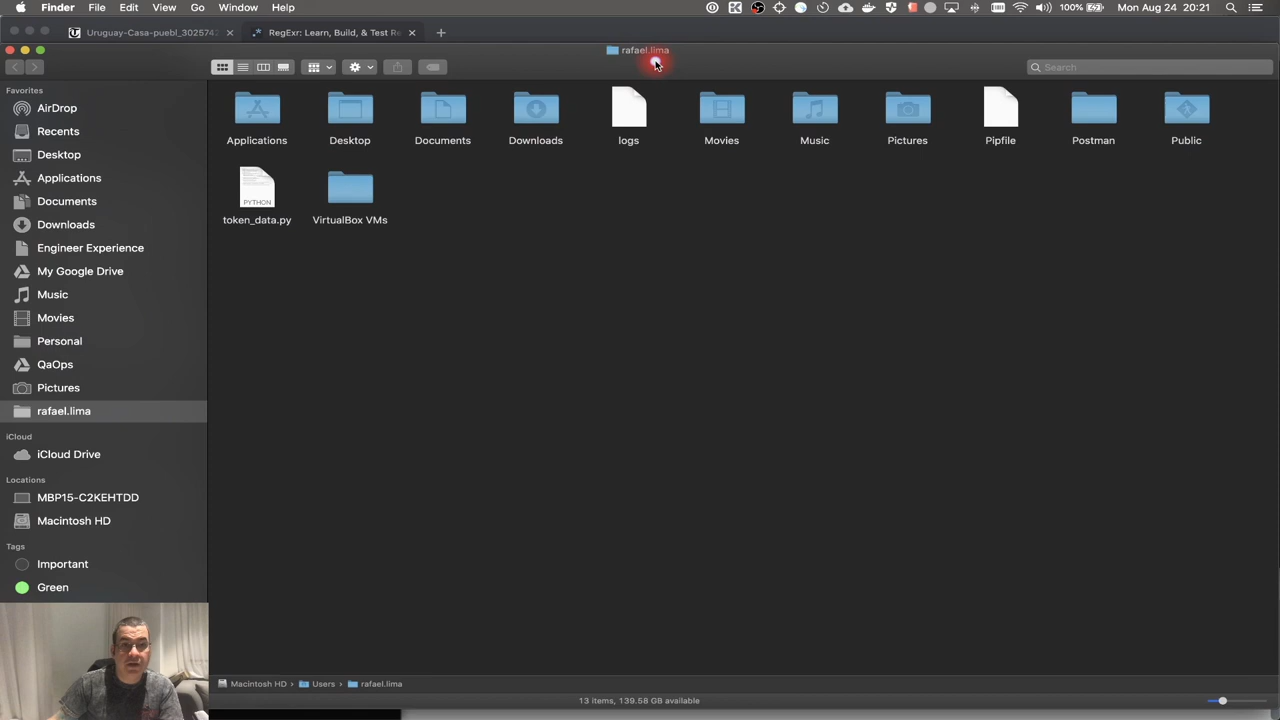 Finder File Edit View Go Window Help
100% Mon Aug 24 20:21
Uruguay-Casa-puebl_3025742
RegExr: Learn, Build, & Test Re
rafael.lima
Search
Favorites
AirDrop
Recents
Desktop
Applications
Documents
Downloads
Engineer Experience
My Google Drive
Music
Movies
Personal
QaOps
Pictures
rafael.lima
iCloud
iCloud Drive
Locations
MBP15-C2KEHTDD
Macintosh HD
Tags
Important
Green
Applications Desktop Documents Downloads logs Movies Music Pictures Pipfile Postman Public
PYTHON
token_data.py VirtualBox VMs
Macintosh HD Users rafael.lima
13 items, 139.58 GB available